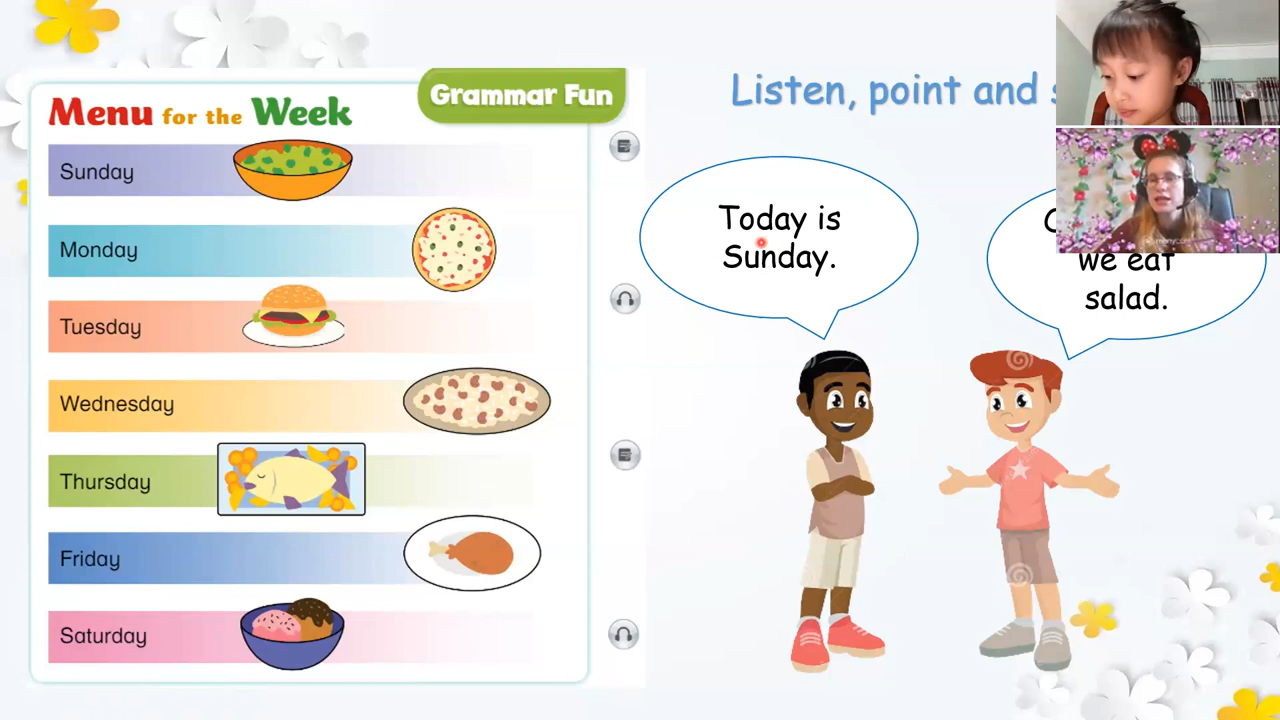 Grammar Fun
Menu for the Week
Sunday
Monday
Tuesday
Wednesday
Thursday
Friday
Saturday
Listen, point and
Today is
Sunday.
we eat
salad.